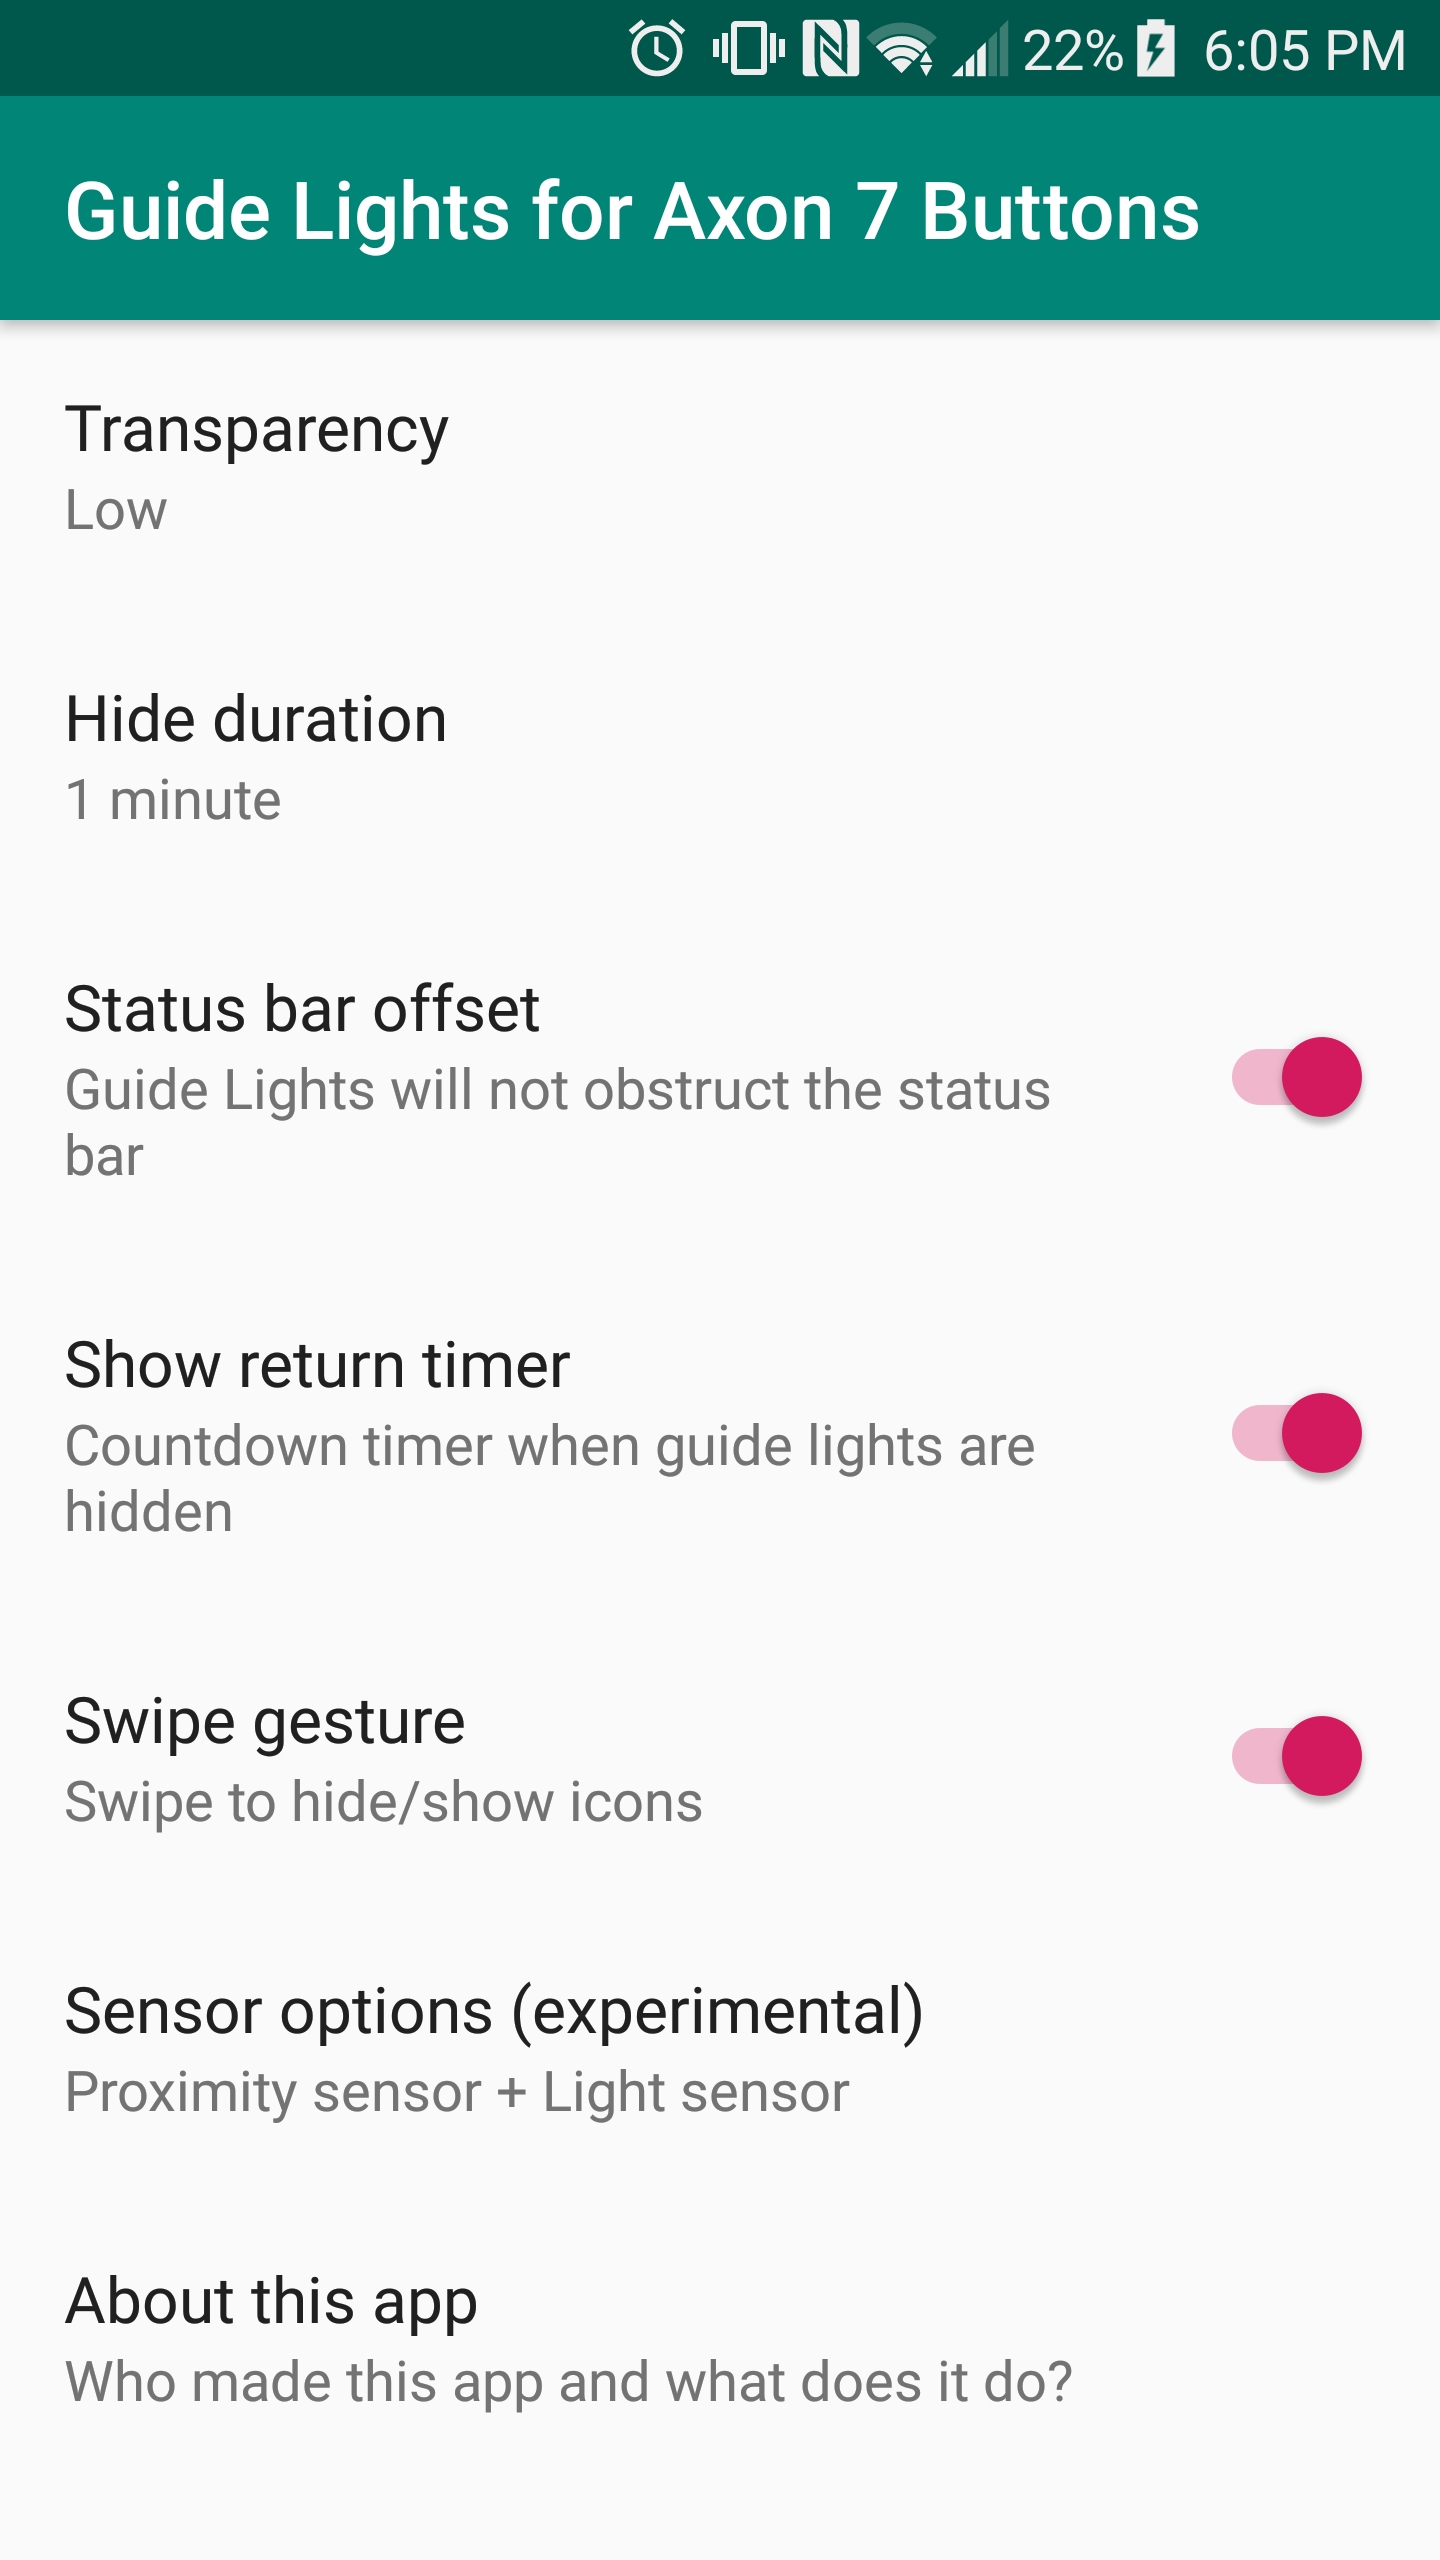 22% 6:05 PM
Guide Lights for Axon 7 Buttons
Transparency
Low
Hide duration
1 minute
Status bar offset
Guide Lights will not obstruct the status
bar
Show return timer
Countdown timer when guide lights are
hidden
Swipe gesture
Swipe to hide/show icons
Sensor options (experimental)
Proximity sensor + Light sensor
About this app
Who made this app and what does it do?